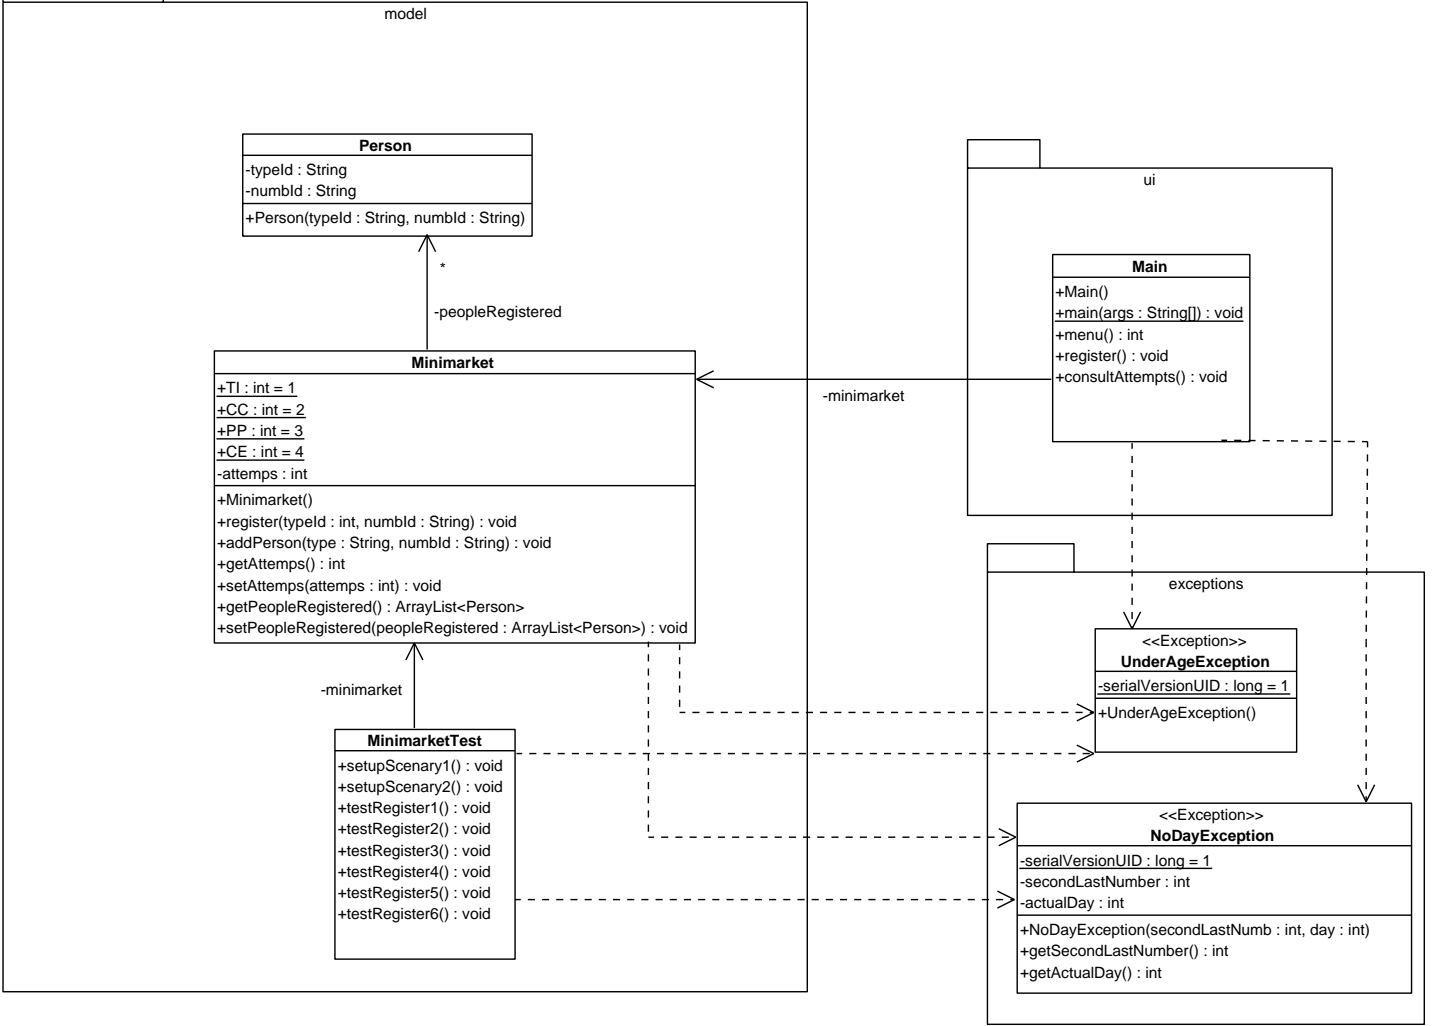 model
Person
-typeId : String
-numbId : String
+Person(typeId : String, numbId : String)
*
-peopleRegistered
Minimarket
+TI : int = 1
+CC : int = 2
+PP : int = 3
+CE : int = 4
-attemps : int
+Minimarket()
+register(typeId : int, numbId : String) : void
+addPerson(type : String, numbId : String) : void
+getAttemps() : int
+setAttemps(attemps : int) : void
+getPeopleRegistered() : ArrayList<Person>
+setPeopleRegistered(peopleRegistered : ArrayList<Person>) : void
-minimarket
MinimarketTest
+setupScenary1() : void
+setupScenary2() : void
+testRegister1() : void
+testRegister2() : void
+testRegister3() : void
+testRegister4() : void
+testRegister5() : void
+testRegister6() : void
ui
Main
+Main()
+main(args : String[]) : void
+menu() : int
+register() : void
+consultAttempts() : void
-minimarket
exceptions
<<Exception>>
UnderAgeException
-serialVersionUID : long = 1
+UnderAgeException()
<<Exception>>
NoDayException
-serialVersionUID : long = 1
-secondLastNumber : int
-actualDay : int
+NoDayException(secondLastNumb : int, day : int)
+getSecondLastNumber() : int
+getActualDay() : int